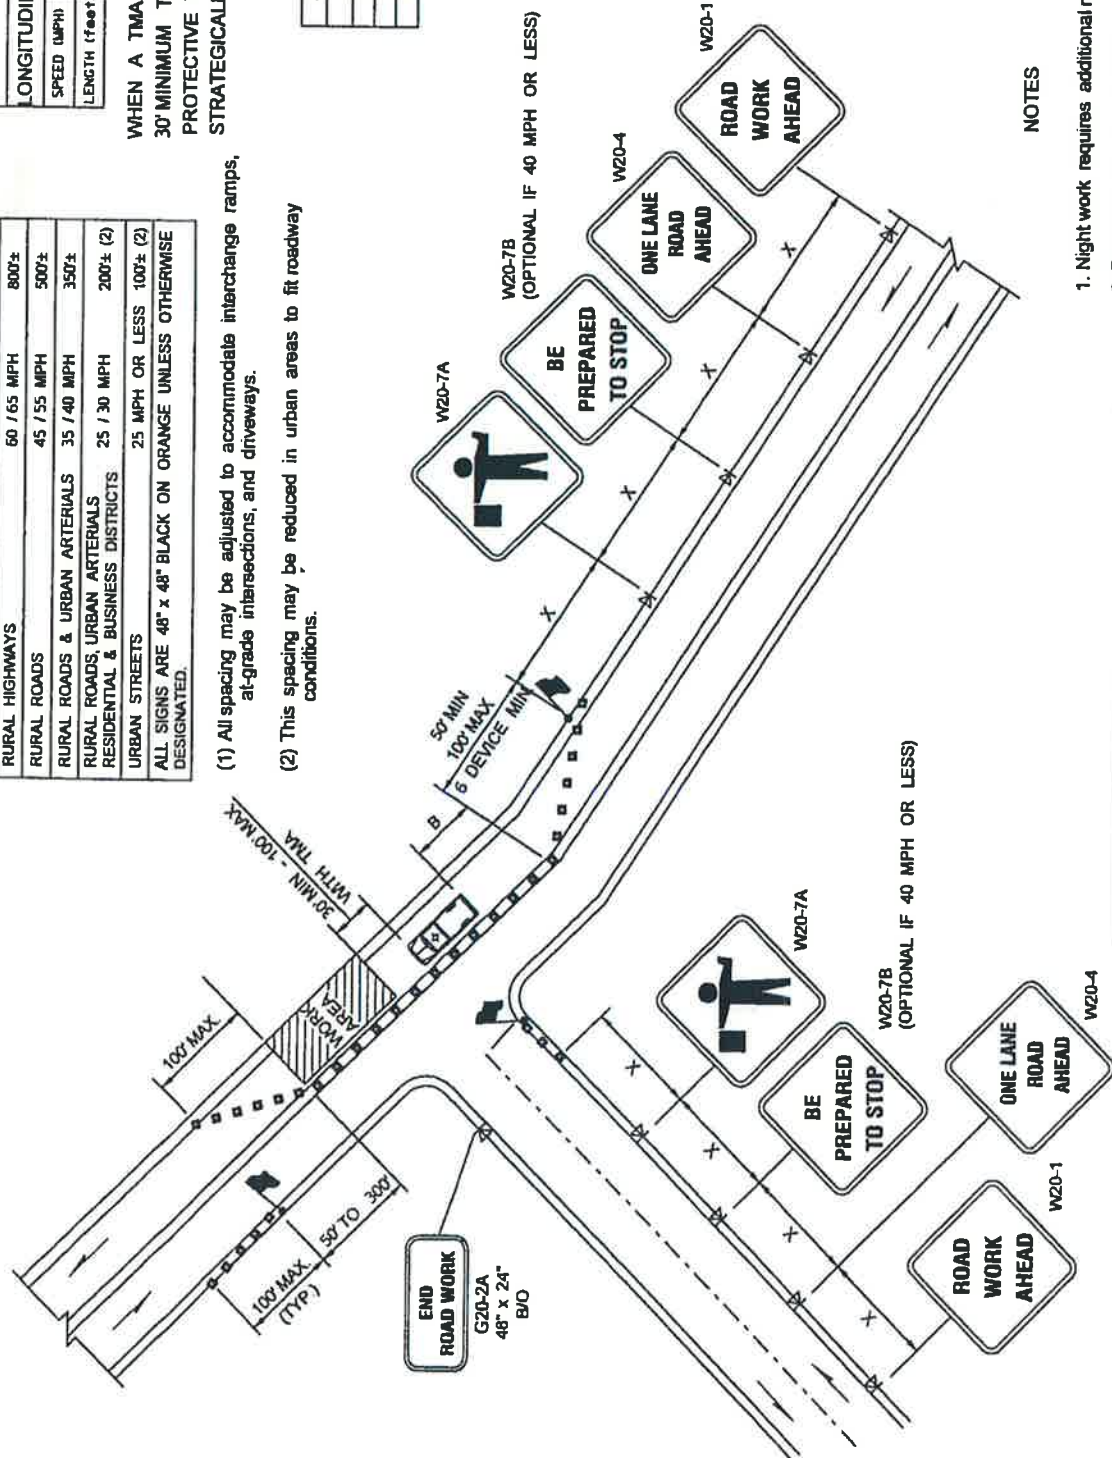 RURAL HIGHWAYS 60 / 65 MPH 800'±
RURAL ROADS 45 / 55 MPH 500'±
RURAL ROADS & URBAN ARTERIALS 35 / 40 MPH 350'±
RURAL ROADS, URBAN ARTERIALS
RESIDENTIAL & BUSINESS DISTRICTS 25 / 30 MPH 200'± (2)
URBAN STREETS 25 MPH OR LESS 100'± (2)
ALL SIGNS ARE 48" x 48" BLACK ON ORANGE UNLESS OTHERWISE
DESIGNATED.
(1) All spacing may be adjusted to accommodate interchange ramps,
at-grade intersections, and driveways.
(2) This spacing may be reduced in urban areas to fit roadway
conditions.
SPEED (MPH)
WHEN A TMA
30' MINIMUM
PROTECTIVE
100' MAX.
30' MIN - 100' MAX
WITH TMA
WORK
AREA
B
50' MIN
100' MAX
6 DEVICE MIN
X
X
X
X
W20-7A
BE
PREPARED
TO STOP
W20-7B
(OPTIONAL IF 40 MPH OR LESS)
ONE LANE
ROAD
AHEAD
W20-4
ROAD
WORK
AHEAD
W20-1
100' MAX.
(TYP.)
50' TO 300'
END
ROAD WORK
G20-2A
48" x 24"
B/O
X
X
X
X
W20-7A
BE
PREPARED
TO STOP
W20-7B
(OPTIONAL IF 40 MPH OR LESS)
ONE LANE
ROAD
AHEAD
W20-4
ROAD
WORK
AHEAD
W20-1
NOTES
1. Night work requires additional